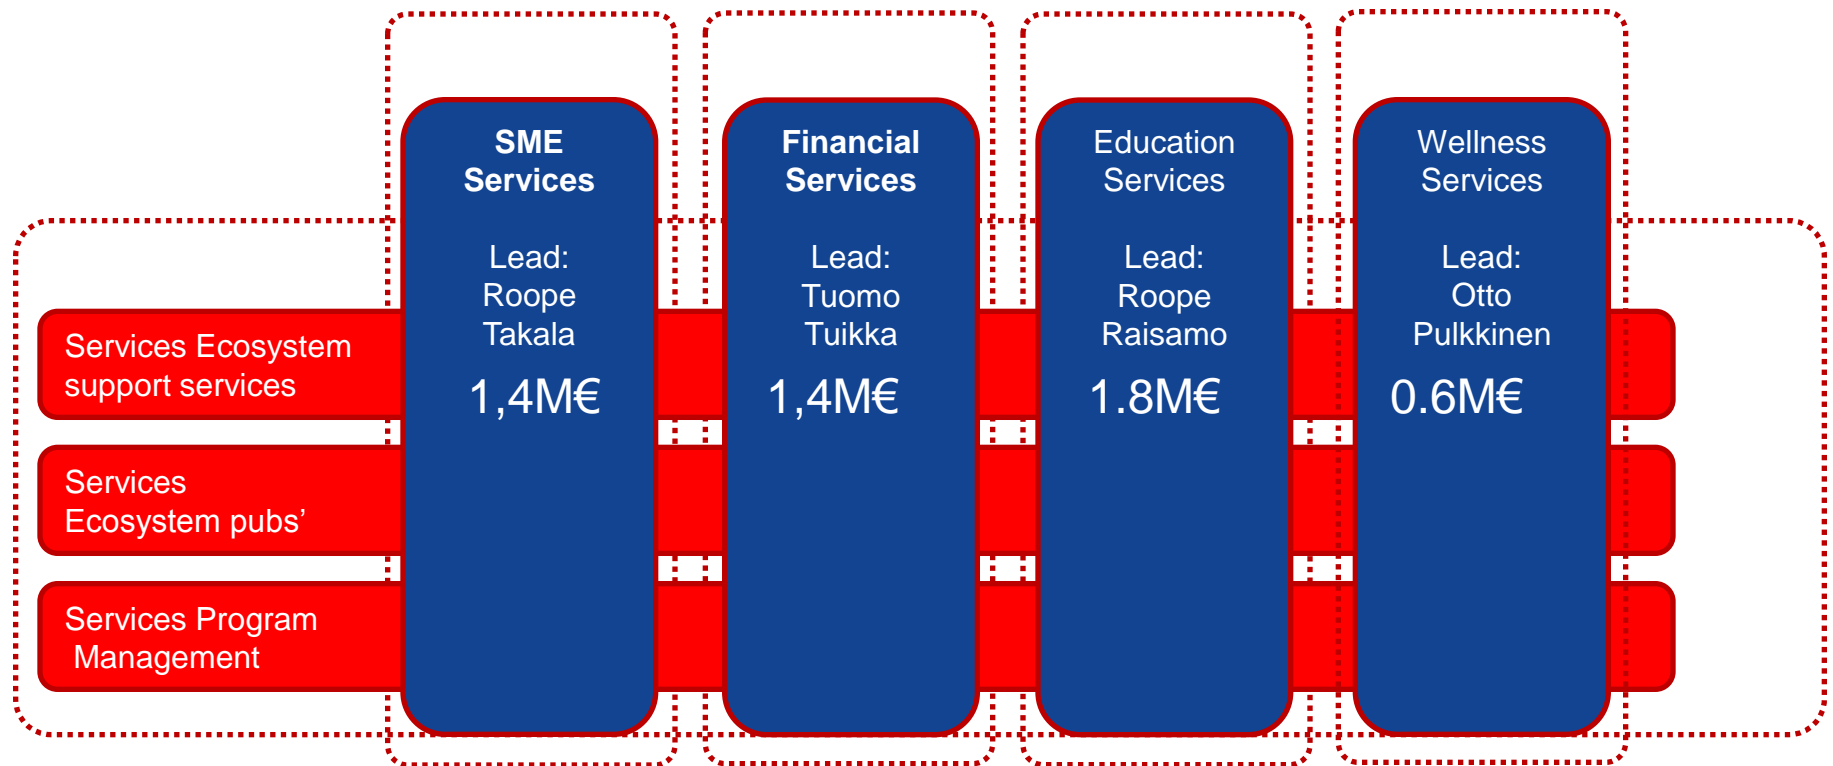 SME
Services
Lead:
Roope
Takala
1,4M€
Financial
Services
Lead:
Tuomo
Tuikka
1,4M€
Education
Services
Lead:
Roope
Raisamo
1.8M€
Wellness
Services
Lead:
Otto
Pulkkinen
0.6M€
Services Ecosystem
support services
Services
Ecosystem pubs’
Services Program
Management